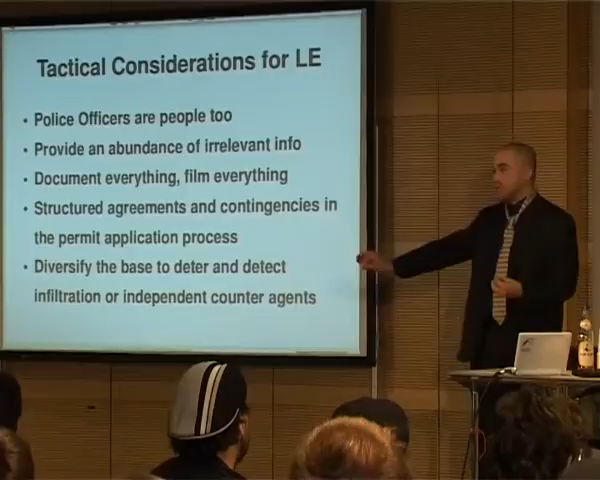 Tactical Considerations for LE
• Police Officers are people too
• Provide an abundance of irrelevant info
• Document everything, film everything
• Structured agreements and contingencies in
the permit application process
• Diversify the base to deter and detect
infiltration or independent counter agents